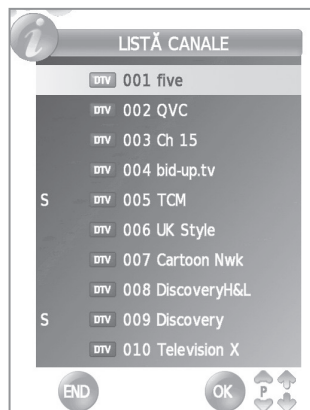 i
LISTĂ CANALE
DTV 001 five
DTV 002 QVC
DTV 003 Ch 15
DTV 004 bid-up.tv
S DTV 005 TCM
DTV 006 UK Style
DTV 007 Cartoon Nwk
DTV 008 DiscoveryH&L
S DTV 009 Discovery
DTV 010 Television X
END OK P